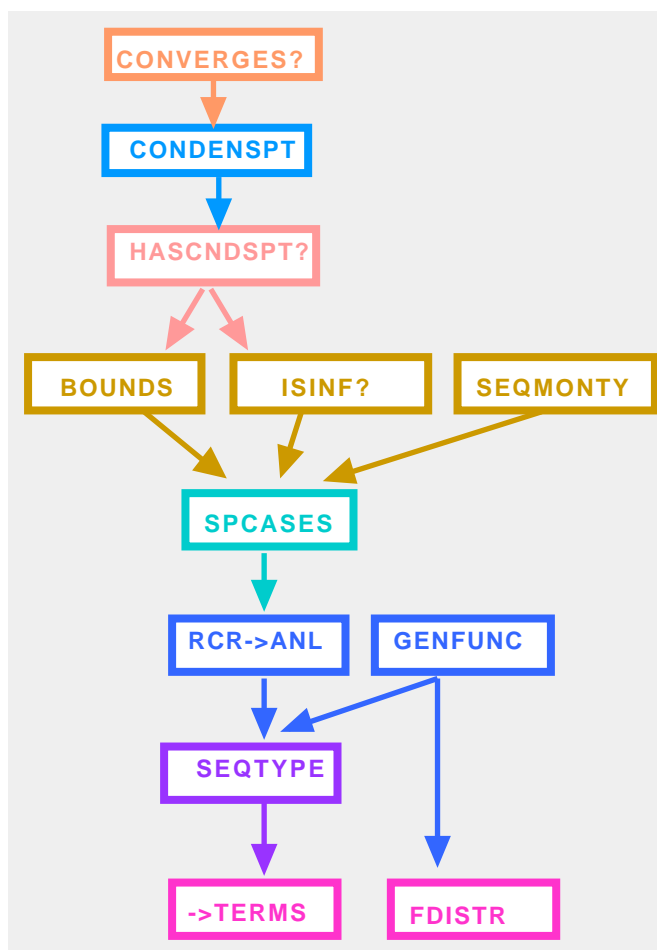 CONVERGES?
CONDENSPT
HASCNDSPT?
BOUNDS
ISINF?
SEQMONTY
SPCASES
RCR->ANL
GENFUNC
SEQTYPE
->TERMS
FDISTR